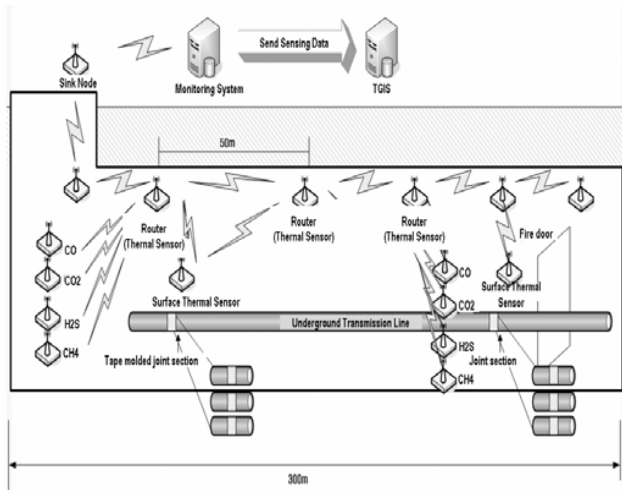 Send Sensing Data
Sink Node
Monitoring System
TGIS
50m
Router
(Thermal Sensor)
Router
(Thermal Sensor)
Router
(Thermal Sensor)
Fire door
CO
CO2
H2S
CH4
Surface Thermal Sensor
CO
CO2
H2S
CH4
Surface Thermal
Sensor
Underground Transmission Line
Tape molded joint section
Joint section
300m